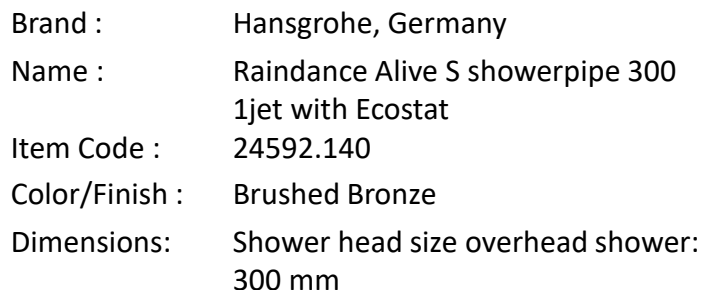 Brand : Hansgrohe, Germany
Name : Raindance Alive S showerpipe 300
1jet with Ecostat
Item Code : 24592.140
Color/Finish : Brushed Bronze
Dimensions: Shower head size overhead shower:
300 mm